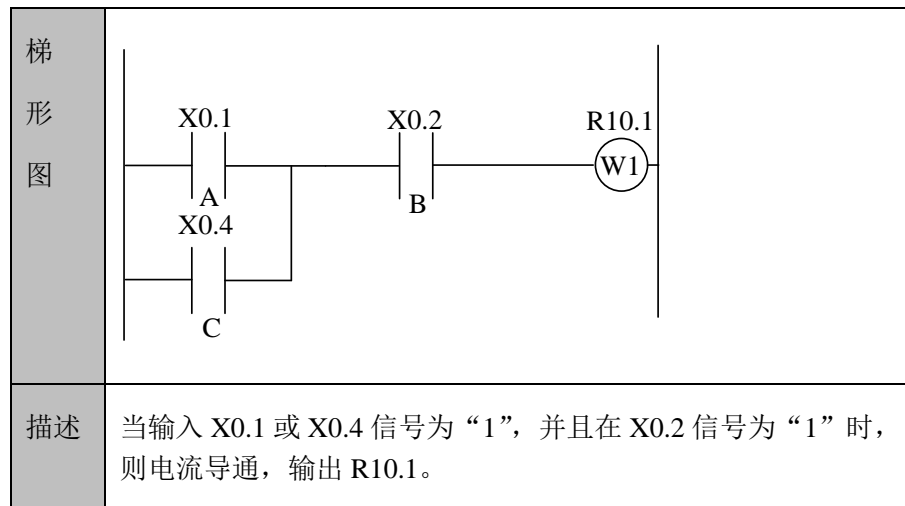 梯
形
图
X0.1 X0.2 R10.1
W1
A B
X0.4
C
描述
当输入 X0.1 或 X0.4 信号为“1”，并且在 X0.2 信号为“1”时，
则电流导通，输出 R10.1。